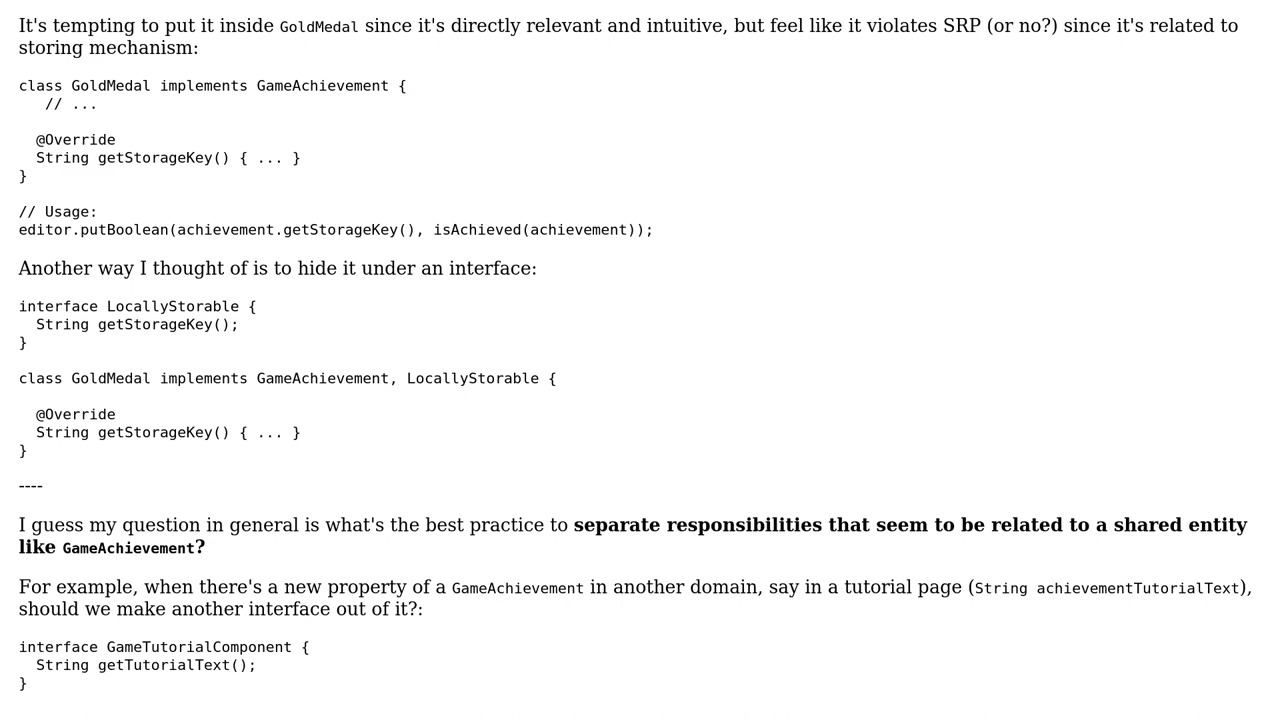 It's tempting to put it inside GoldMedal since it's directly relevant and intuitive, but feel like it violates SRP (or no?) since it's related to
storing mechanism:
class GoldMedal implements GameAchievement {
   // ...
  @Override
  String getStorageKey() { ... }
}
// Usage:
editor.putBoolean(achievement.getStorageKey(), isAchieved(achievement));
Another way I thought of is to hide it under an interface:
interface LocallyStorable {
  String getStorageKey();
}
class GoldMedal implements GameAchievement, LocallyStorable {
  @Override
  String getStorageKey() { ... }
}
----
I guess my question in general is what's the best practice to separate responsibilities that seem to be related to a shared entity
like GameAchievement?
For example, when there's a new property of a GameAchievement in another domain, say in a tutorial page (String achievementTutorialText),
should we make another interface out of it?:
interface GameTutorialComponent {
  String getTutorialText();
}